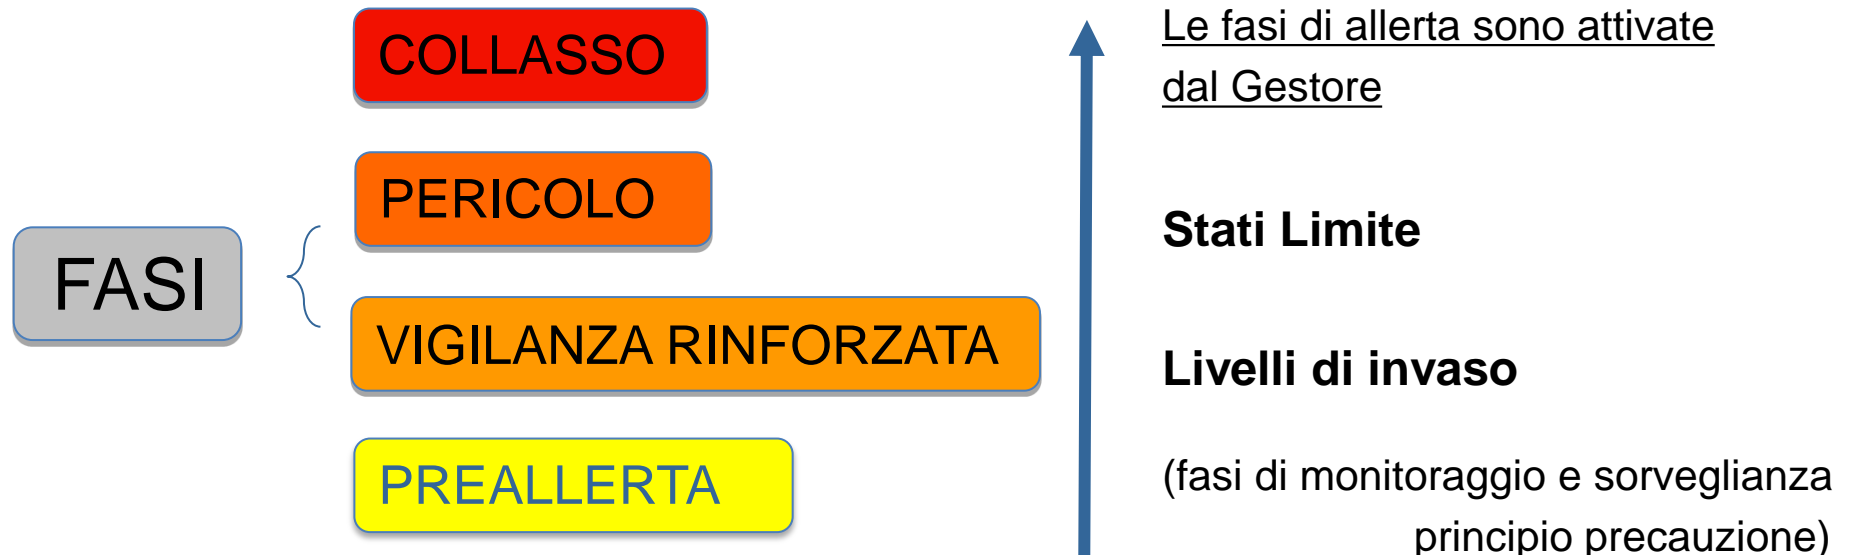 COLLASSO
PERICOLO
FASI
VIGILANZA RINFORZATA
PREALLERTA
Le fasi di allerta sono attivate
dal Gestore
Stati Limite
Livelli di invaso
(fasi di monitoraggio e sorveglianza
principio precauzione)